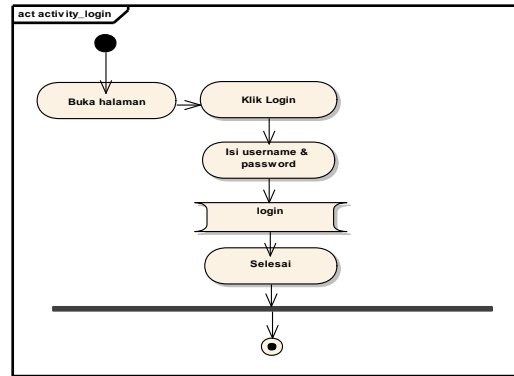 act activity_login
Buka halaman
Klik Login
Isi username &
password
login
Selesai